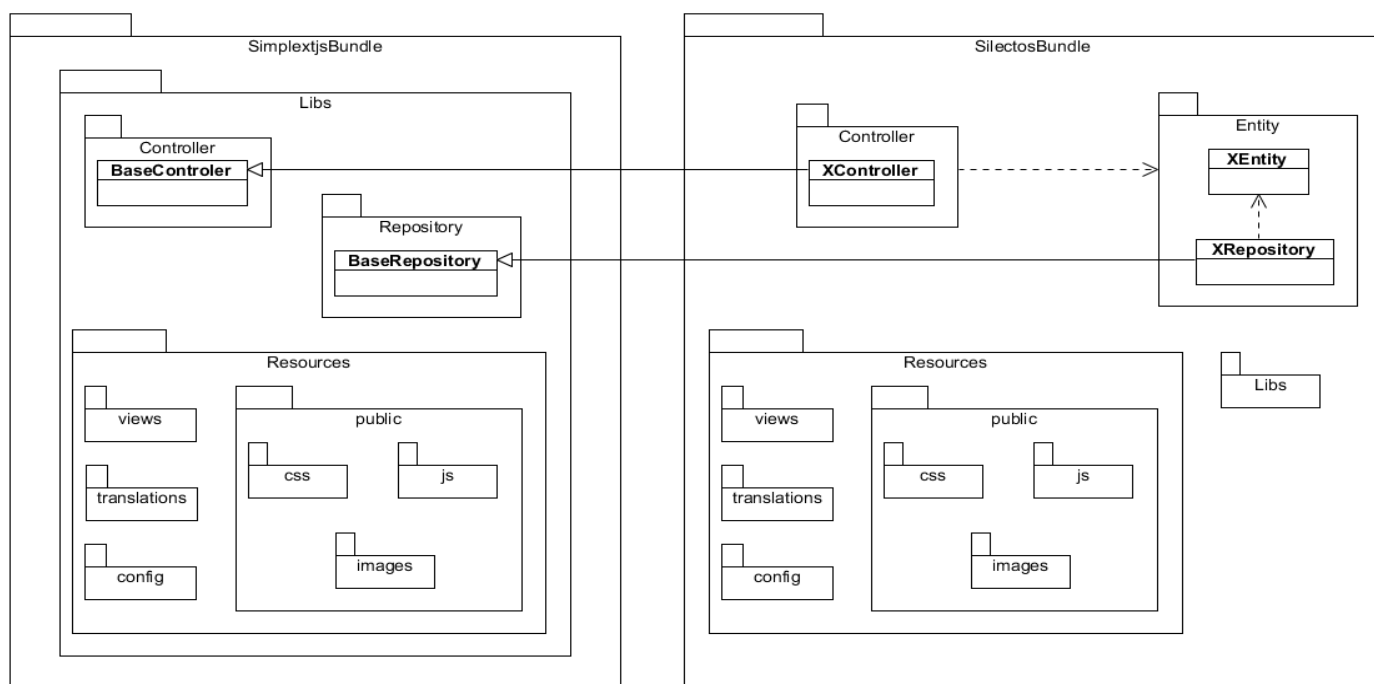 SimplextjsBundle
Libs
Controller
BaseControler
Repository
BaseRepository
Resources
views
public
css
js
translations
images
config
SilectosBundle
Controller
XController
Entity
XEntity
XRepository
Resources
views
public
css
js
translations
images
config
Libs